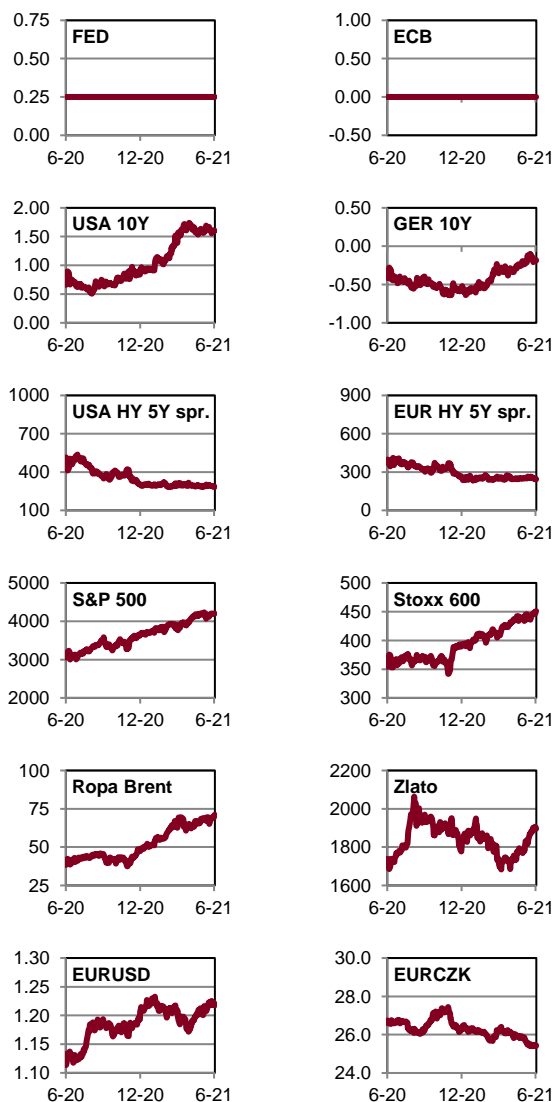 FED
0.75
0.50
0.25
0.00
6-20 12-20 6-21
ECB
1.00
0.50
0.00
-0.50
6-20 12-20 6-21
USA 10Y
2.00
1.50
1.00
0.50
0.00
6-20 12-20 6-21
GER 10Y
0.50
0.00
-0.50
-1.00
6-20 12-20 6-21
USA HY 5Y spr.
1000
700
400
100
6-20 12-20 6-21
EUR HY 5Y spr.
900
600
300
0
6-20 12-20 6-21
S&P 500
5000
4000
3000
2000
6-20 12-20 6-21
Stoxx 600
500
450
400
350
300
6-20 12-20 6-21
Ropa Brent
100
75
50
25
6-20 12-20 6-21
Zlato
2200
2000
1800
1600
6-20 12-20 6-21
EURUSD
1.30
1.25
1.20
1.15
1.10
6-20 12-20 6-21
EURCZK
30.0
28.0
26.0
24.0
6-20 12-20 6-21